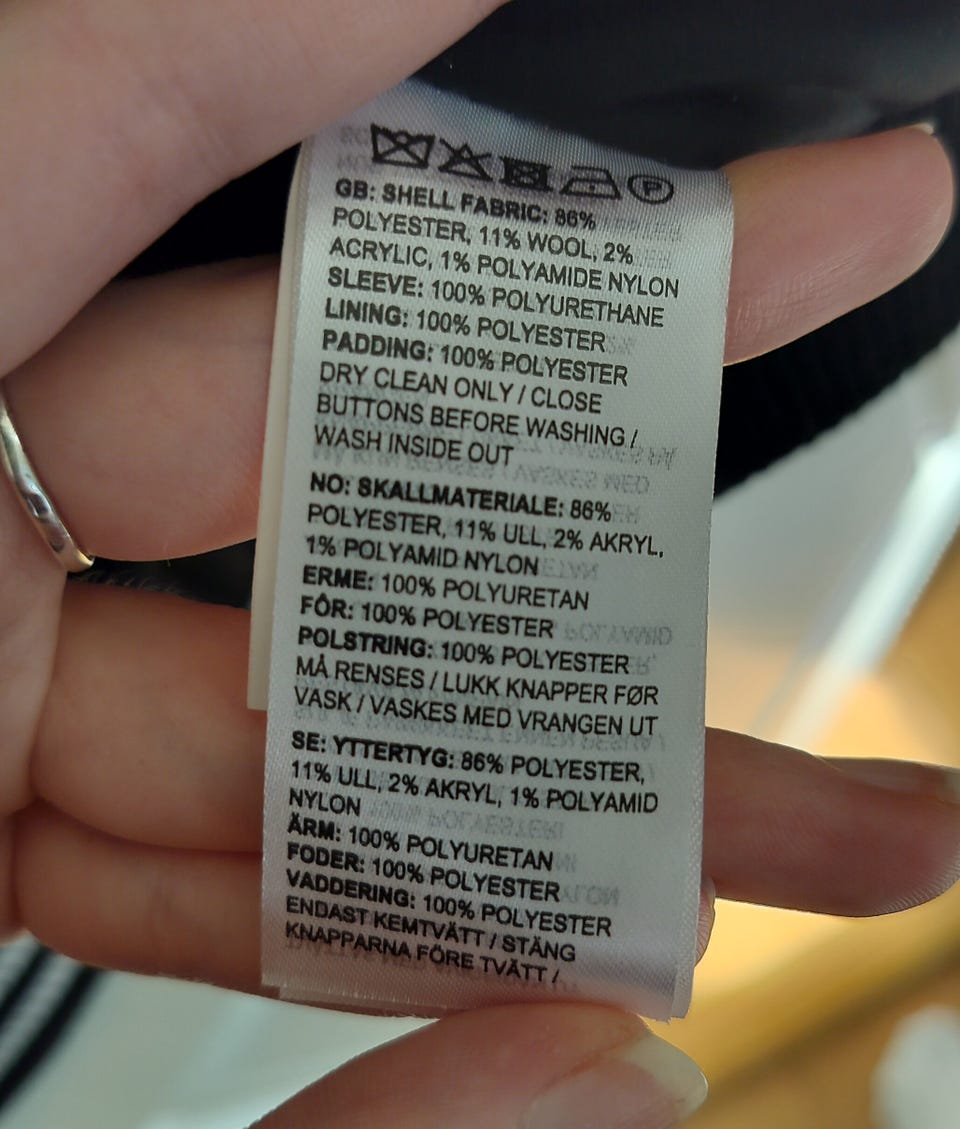 P
GB: SHELL FABRIC: 86%
POLYESTER, 11% WOOL, 2%
ACRYLIC, 1% POLYAMIDE NYLON
SLEEVE: 100% POLYURETHANE
LINING: 100% POLYESTER
PADDING: 100% POLYESTER
DRY CLEAN ONLY / CLOSE
BUTTONS BEFORE WASHING /
WASH INSIDE OUT
NO: SKALLMATERIALE: 86%
POLYESTER, 11% ULL, 2% AKRYL,
1% POLYAMID NYLON
ERME: 100% POLYURETAN
FÔR: 100% POLYESTER
POLSTRING: 100% POLYESTER
MÅ RENSES / LUKK KNAPPER FØR
VASK / VASKES MED VRANGEN UT
SE: YTTERTYG: 86% POLYESTER,
11% ULL, 2% AKRYL, 1% POLYAMID
NYLON
ÄRM: 100% POLYURETAN
FODER: 100% POLYESTER
VADDERING: 100% POLYESTER
ENDAST KEMTVÄTT / STÄNG
KNAPPARNA FÖRE TVÄTT /